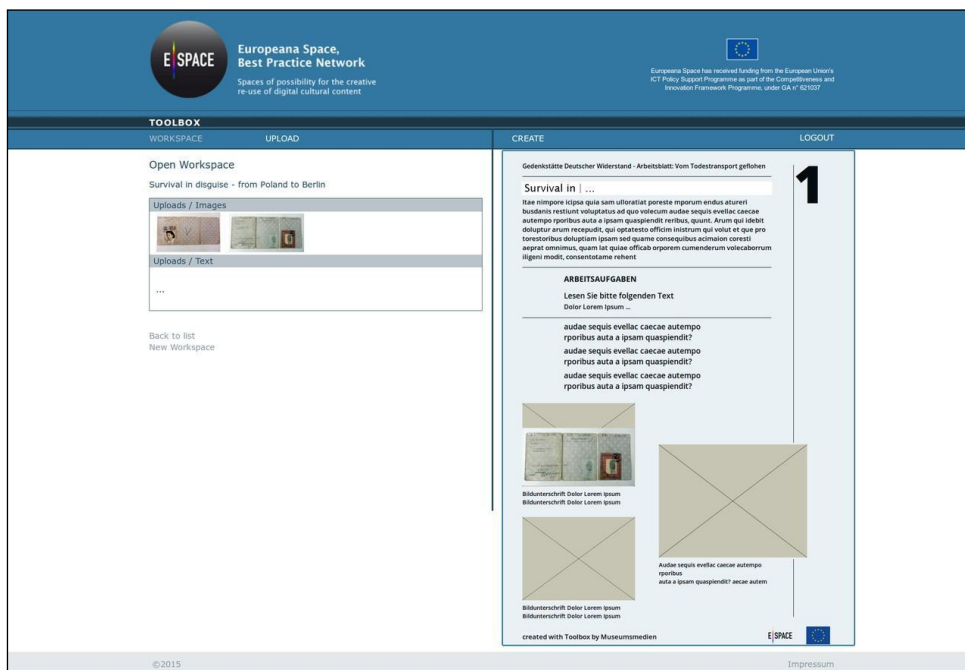 E SPACE
Europeana Space,
Best Practice Network
Spaces of possibility for the creative
re-use of digital cultural content
Europeana Space has received funding from the European Union's
ICT Policy Support Programme as part of the Competitiveness and
Innovation Framework Programme, under GA n° 621037
TOOLBOX
WORKSPACE UPLOAD CREATE LOGOUT
Open Workspace
Survival in disguise - from Poland to Berlin
Uploads / Images
Uploads / Text
...
Back to list
New Workspace
Gedenkstätte Deutscher Widerstand - Arbeitsblatt: Vom Todestransport geflohen
1
Survival in | ...
Itae nimpore icipsa quia sam ulloratiat poreste mporum endus atureri
busdanis restiunt voluptatus ad quo volecum audae sequis evellac caecae
autempo rporibus auta a ipsam quaspiendit reribus, quunt. Arum qui idebit
doluptur arum recepudit, qui optatesto officim inistrum qui volut et que pro
torestoribus doluptiam ipsam sed quame consequibus acimaion coresti
aeprat omnimus, quam lat quiae officab orporem cumenderum volecaborrum
iligeni modit, consentotame rehent
ARBEITSAUFGABEN
Lesen Sie bitte folgenden Text
Dolor Lorem Ipsum ...
audae sequis evellac caecae autempo
rporibus auta a ipsam quaspiendit?
audae sequis evellac caecae autempo
rporibus auta a ipsam quaspiendit?
audae sequis evellac caecae autempo
rporibus auta a ipsam quaspiendit?
Bildunterschrift Dolor Lorem Ipsum
Bildunterschrift Dolor Lorem Ipsum
Audae sequis evellac caecae autempo
rporibus
auta a ipsam quaspiendit? aecae autem
Bildunterschrift Dolor Lorem Ipsum
Bildunterschrift Dolor Lorem Ipsum
created with Toolbox by Museumsmedien
E SPACE
©2015 Impressum